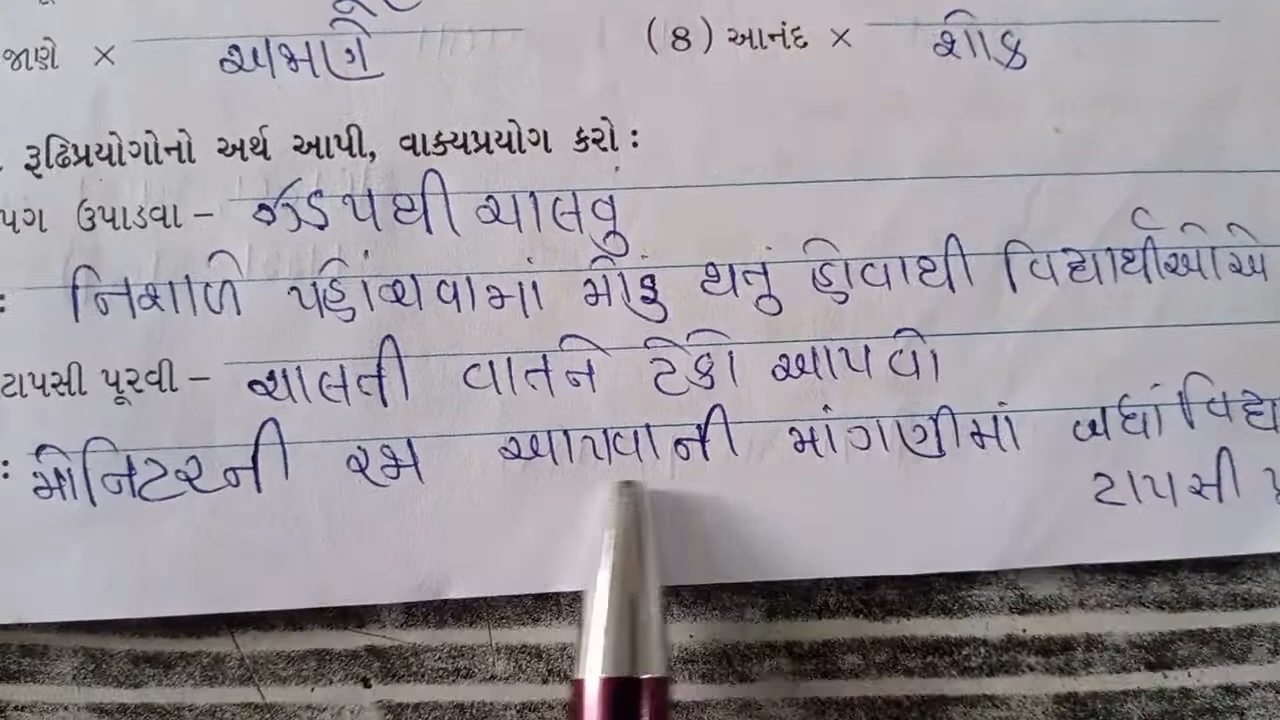 જાણે × અભાગે
(8) આનંદ × શોક
રૂઢિપ્રયોગોનો અર્થ આપી, વાક્યપ્રયોગ કરો :
પગ ઉપાડવા – ઝડપથી ચાલવું
: નિશાળે પહોંચવામાં મોડું થતું હોવાથી વિદ્યાર્થીઓએ
ટાપસી પૂરવી – ચાલતી વાતને ટેકો આપવો
: મોનિટરની રમ આપવાની માંગણીમાં બધાં વિદ્ય
ટાપસી